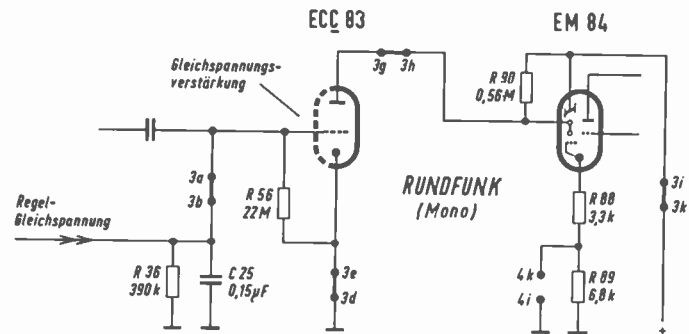 ECC 83
EM 84
Gleichspannungs-
verstärkung
3g
3h
R 90
0,56M
3a
3b
R 56
22M
RUNDFUNK
(Mono)
3i
3k
Regel-
Gleichspannung
R 88
3,3k
R 36
390k
C 25
0,15µF
3e
3d
4k
4i
R 89
6,8k
+